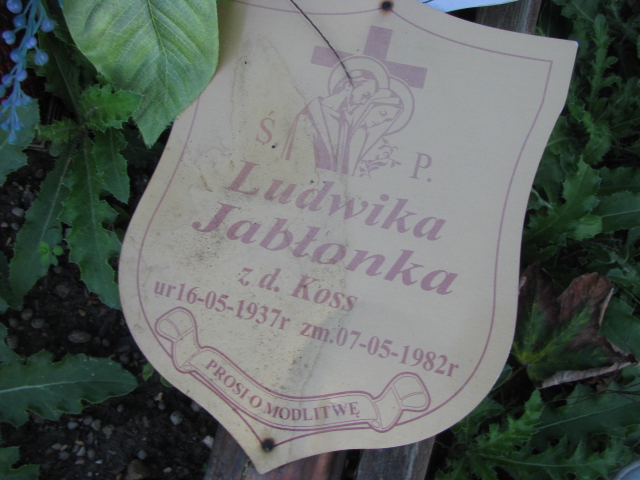 Ś P.
Ludwika
Jabłonka
z d. Koss
ur16-05-1937r zm.07-05-1982r
PROSI O MODLITWĘ